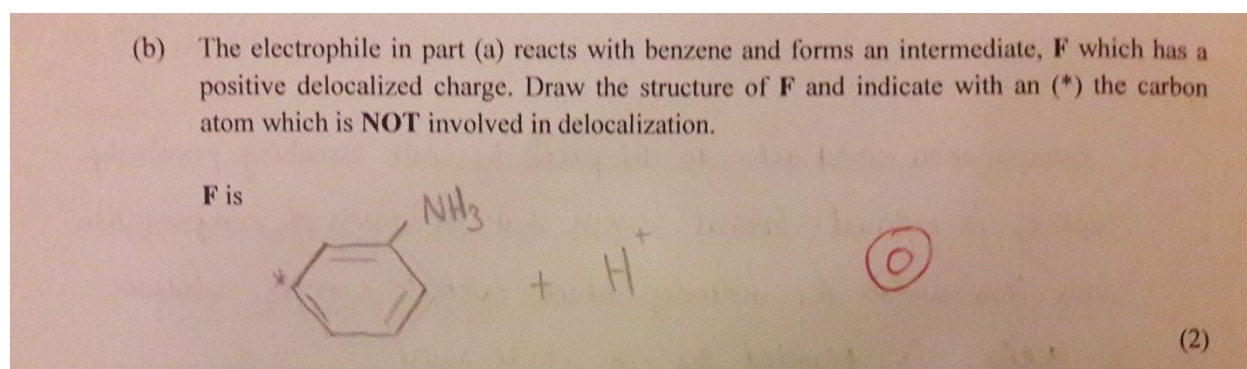 (b) The electrophile in part (a) reacts with benzene and forms an intermediate, F which has a
positive delocalized charge. Draw the structure of F and indicate with an (*) the carbon
atom which is NOT involved in delocalization.
F is
NH3
* + H+
0
(2)